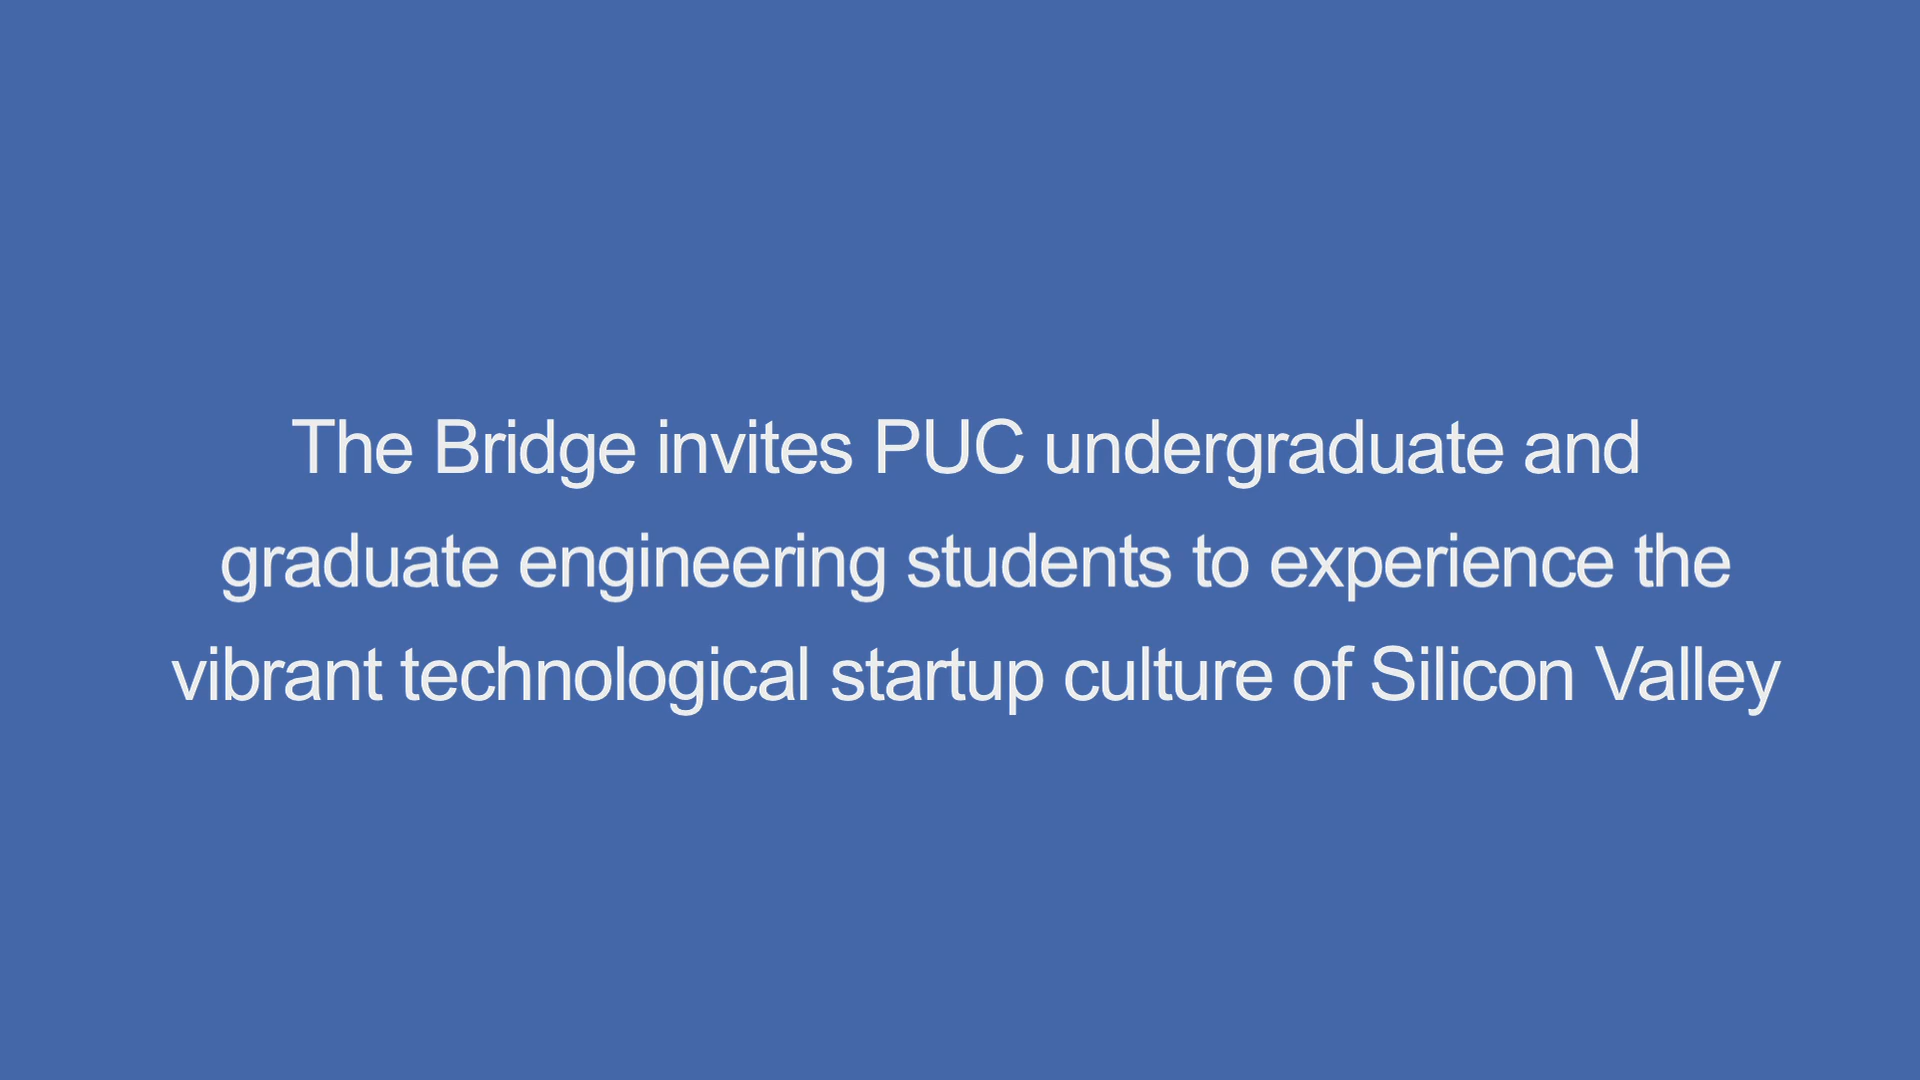 The Bridge invites PUC undergraduate and
graduate engineering students to experience the
vibrant technological startup culture of Silicon Valley